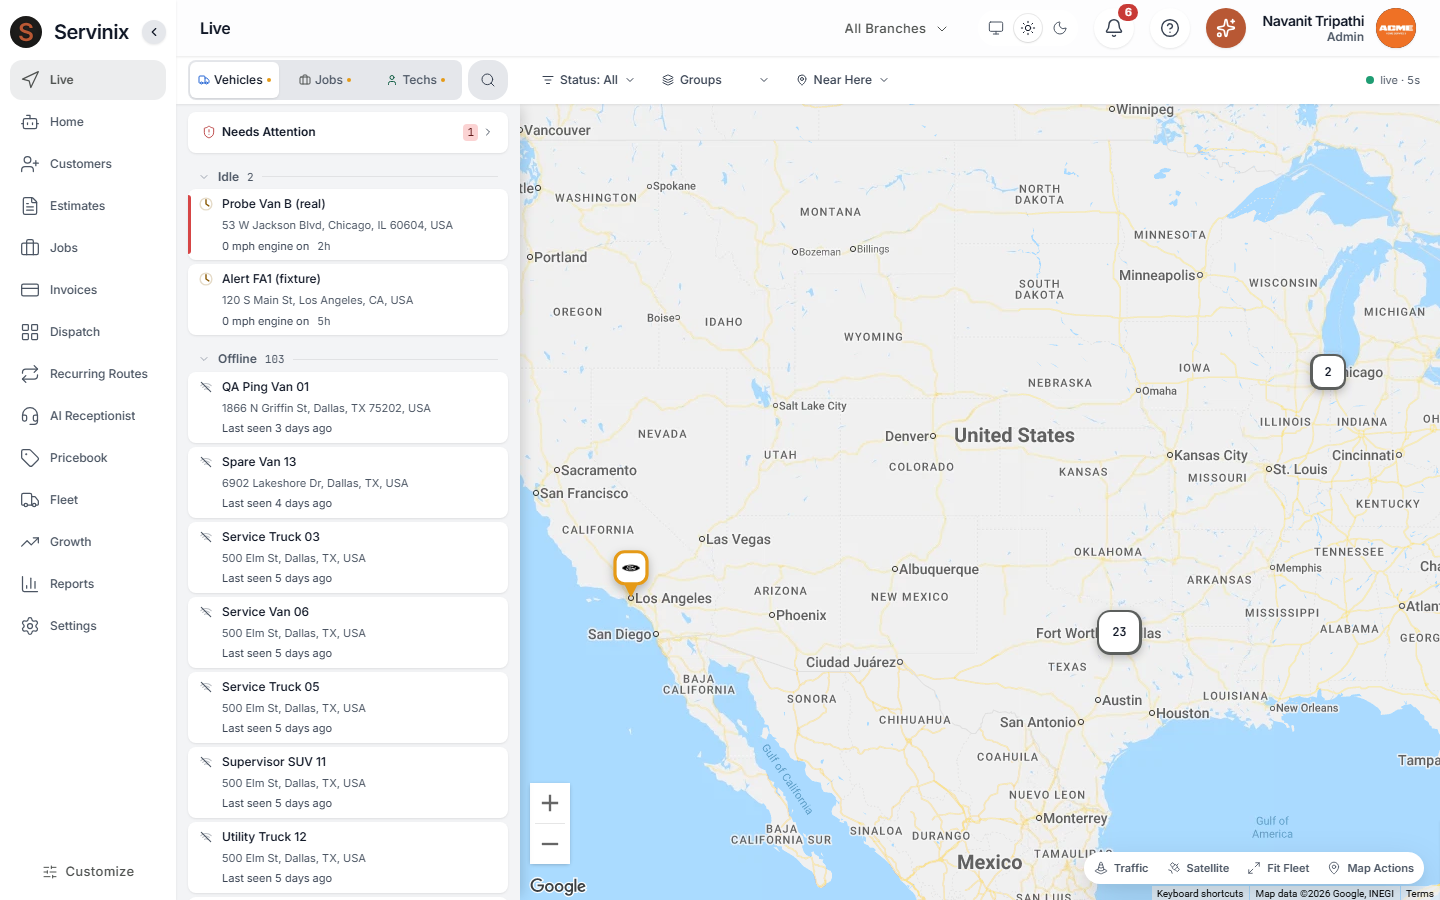 S
Servinix
Live
All Branches
6
Navanit Tripathi
Admin
ACME
Live
Home
Customers
Estimates
Jobs
Invoices
Dispatch
Recurring Routes
AI Receptionist
Pricebook
Fleet
Growth
Reports
Settings
Customize
Vehicles
Jobs
Techs
Status: All
Groups
Near Here
live · 5s
Needs Attention
1
Idle 2
Probe Van B (real)
53 W Jackson Blvd, Chicago, IL 60604, USA
0 mph engine on 2h
Alert FA1 (fixture)
120 S Main St, Los Angeles, CA, USA
0 mph engine on 5h
Offline 103
QA Ping Van 01
1866 N Griffin St, Dallas, TX 75202, USA
Last seen 3 days ago
Spare Van 13
6902 Lakeshore Dr, Dallas, TX, USA
Last seen 4 days ago
Service Truck 03
500 Elm St, Dallas, TX, USA
Last seen 5 days ago
Service Van 06
500 Elm St, Dallas, TX, USA
Last seen 5 days ago
Service Truck 05
500 Elm St, Dallas, TX, USA
Last seen 5 days ago
Supervisor SUV 11
500 Elm St, Dallas, TX, USA
Last seen 5 days ago
Utility Truck 12
500 Elm St, Dallas, TX, USA
Last seen 5 days ago
Winnipeg
Vancouver
tle
Spokane
WASHINGTON
NORTH
DAKOTA
MONTANA
MINNESOTA
Bozeman
Billings
Portland
Minneapolis
WISCONSIN
SOUTH
DAKOTA
OREGON
Boise
IDAHO
MICHIGAN
WYOMING
2
icago
IOWA
NEBRASKA
Omaha
Salt Lake City
ILLINOIS
INDIANA
OH
NEVADA
Denver
United States
UTAH
COLORADO
KANSAS
Kansas City
Cincinnati
Sacramento
MISSOURI
St. Louis
San Francisco
KENTUCKY
CALIFORNIA
Las Vegas
OKLAHOMA
TENNESSEE
Albuquerque
Memphis
Cha
ARKANSAS
Los Angeles
ARIZONA
NEW MEXICO
Atlan
Phoenix
MISSISSIPPI
San Diego
Fort Worth
23
las
ALABAMA
GEORG
Ciudad Juárez
TEXAS
BAJA
CALIFORNIA
SONORA
Austin
LOUISIANA
New Orleans
CHIHUAHUA
San Antonio
Houston
COAHUILA
Gulf of California
Tampa
NUEVO LEON
Monterrey
BAJA
CALIFORNIA SUR
SINALOA
DURANGO
Gulf of
America
Mexico
TAMAULIPAS
SAN LUIS
Google
Traffic
Satellite
Fit Fleet
Map Actions
Keyboard shortcuts
Map data ©2026 Google, INEGI
Terms